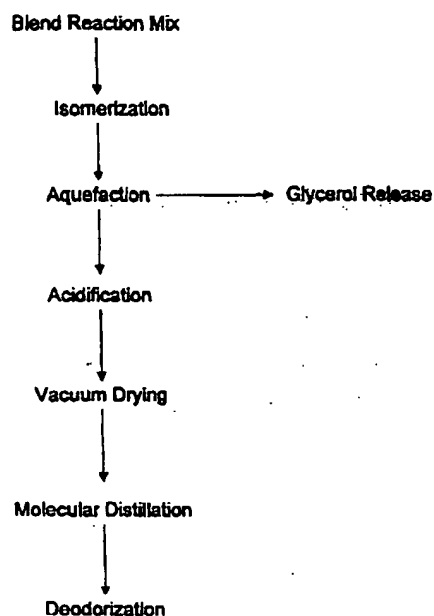 Blend Reaction Mix
Isomerization
Aquefaction
Glycerol Release
Acidification
Vacuum Drying
Molecular Distillation
Deodorization